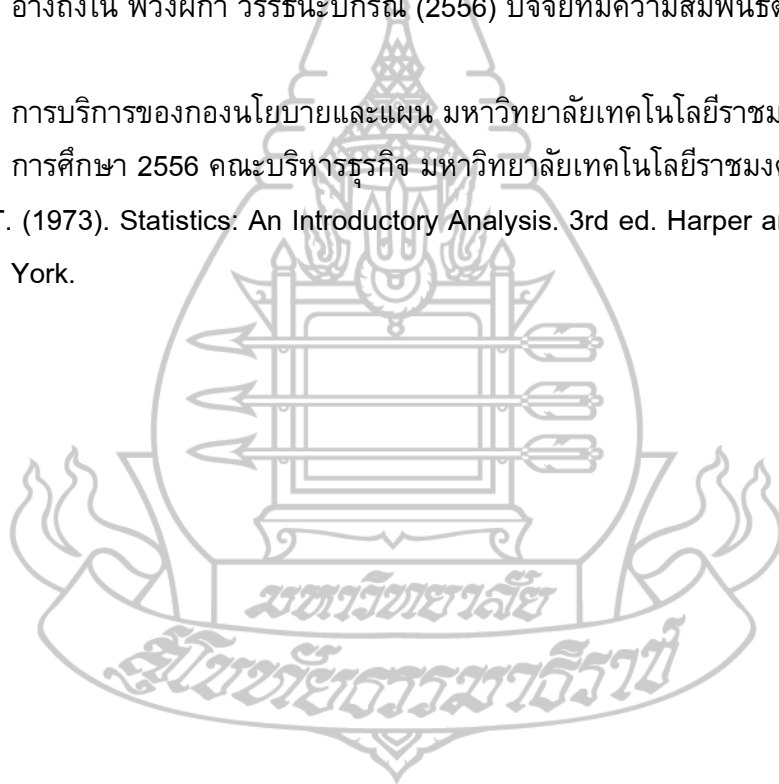 อ้างถึงใน พวงผกา วรรธนะปกรณ์ (2556) ปัจจัยที่มีความสัมพันธ์ต
การบริการของกองนโยบายและแผน มหาวิทยาลัยเทคโนโลยีราชม
การศึกษา 2556 คณะบริหารธุรกิจ มหาวิทยาลัยเทคโนโลยีราชมงค
T. (1973). Statistics: An Introductory Analysis. 3rd ed. Harper a
York.
มหาวิทยาลัย
สุโขทัยธรรมาธิราช